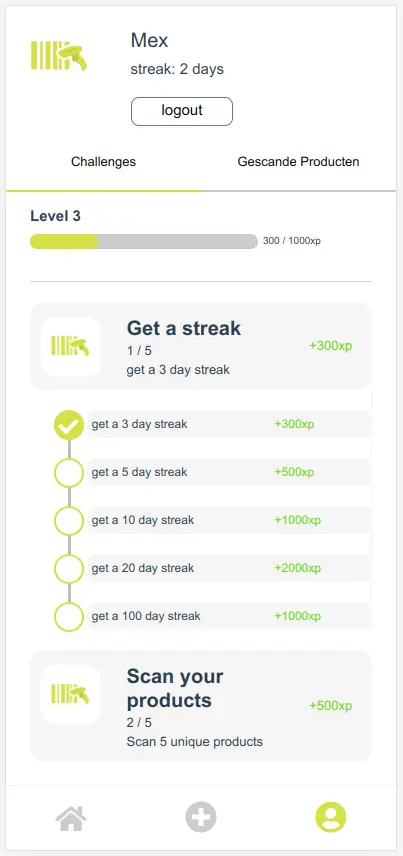 Mex
streak: 2 days
logout
Challenges
Gescande Producten
Level 3
300 / 1000xp
Get a streak
1 / 5
get a 3 day streak
+300xp
get a 3 day streak +300xp
get a 5 day streak +500xp
get a 10 day streak +1000xp
get a 20 day streak +2000xp
get a 100 day streak +1000xp
Scan your
products
2 / 5
Scan 5 unique products
+500xp